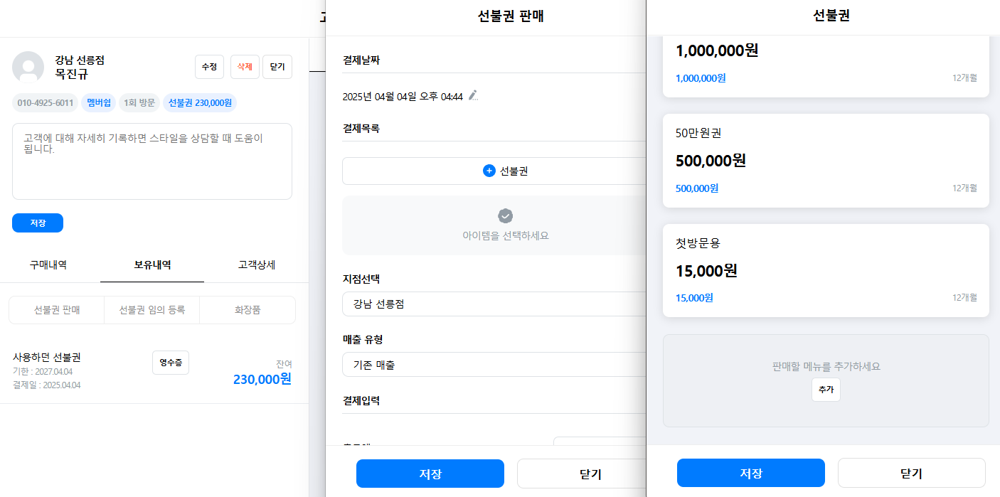 강남 선릉점
목진규
수정
삭제
닫기
010-4925-6011
멤버쉽
1회 방문
선불권 230,000원
고객에 대해 자세히 기록하면 스타일을 상담할 때 도움이
됩니다.
저장
구매내역
보유내역
고객상세
선불권 판매
선불권 임의 등록
화장품
사용하던 선불권
기한 : 2027.04.04
결제일 : 2025.04.04
영수증
잔여
230,000원
선불권 판매
결제날짜
2025년 04월 04일 오후 04:44
결제목록
선불권
아이템을 선택하세요
지점선택
강남 선릉점
매출 유형
기존 매출
결제입력
저장
닫기
선불권
1,000,000원
1,000,000원
12개월
50만원권
500,000원
500,000원
12개월
첫방문용
15,000원
15,000원
12개월
판매할 메뉴를 추가하세요
추가
저장
닫기